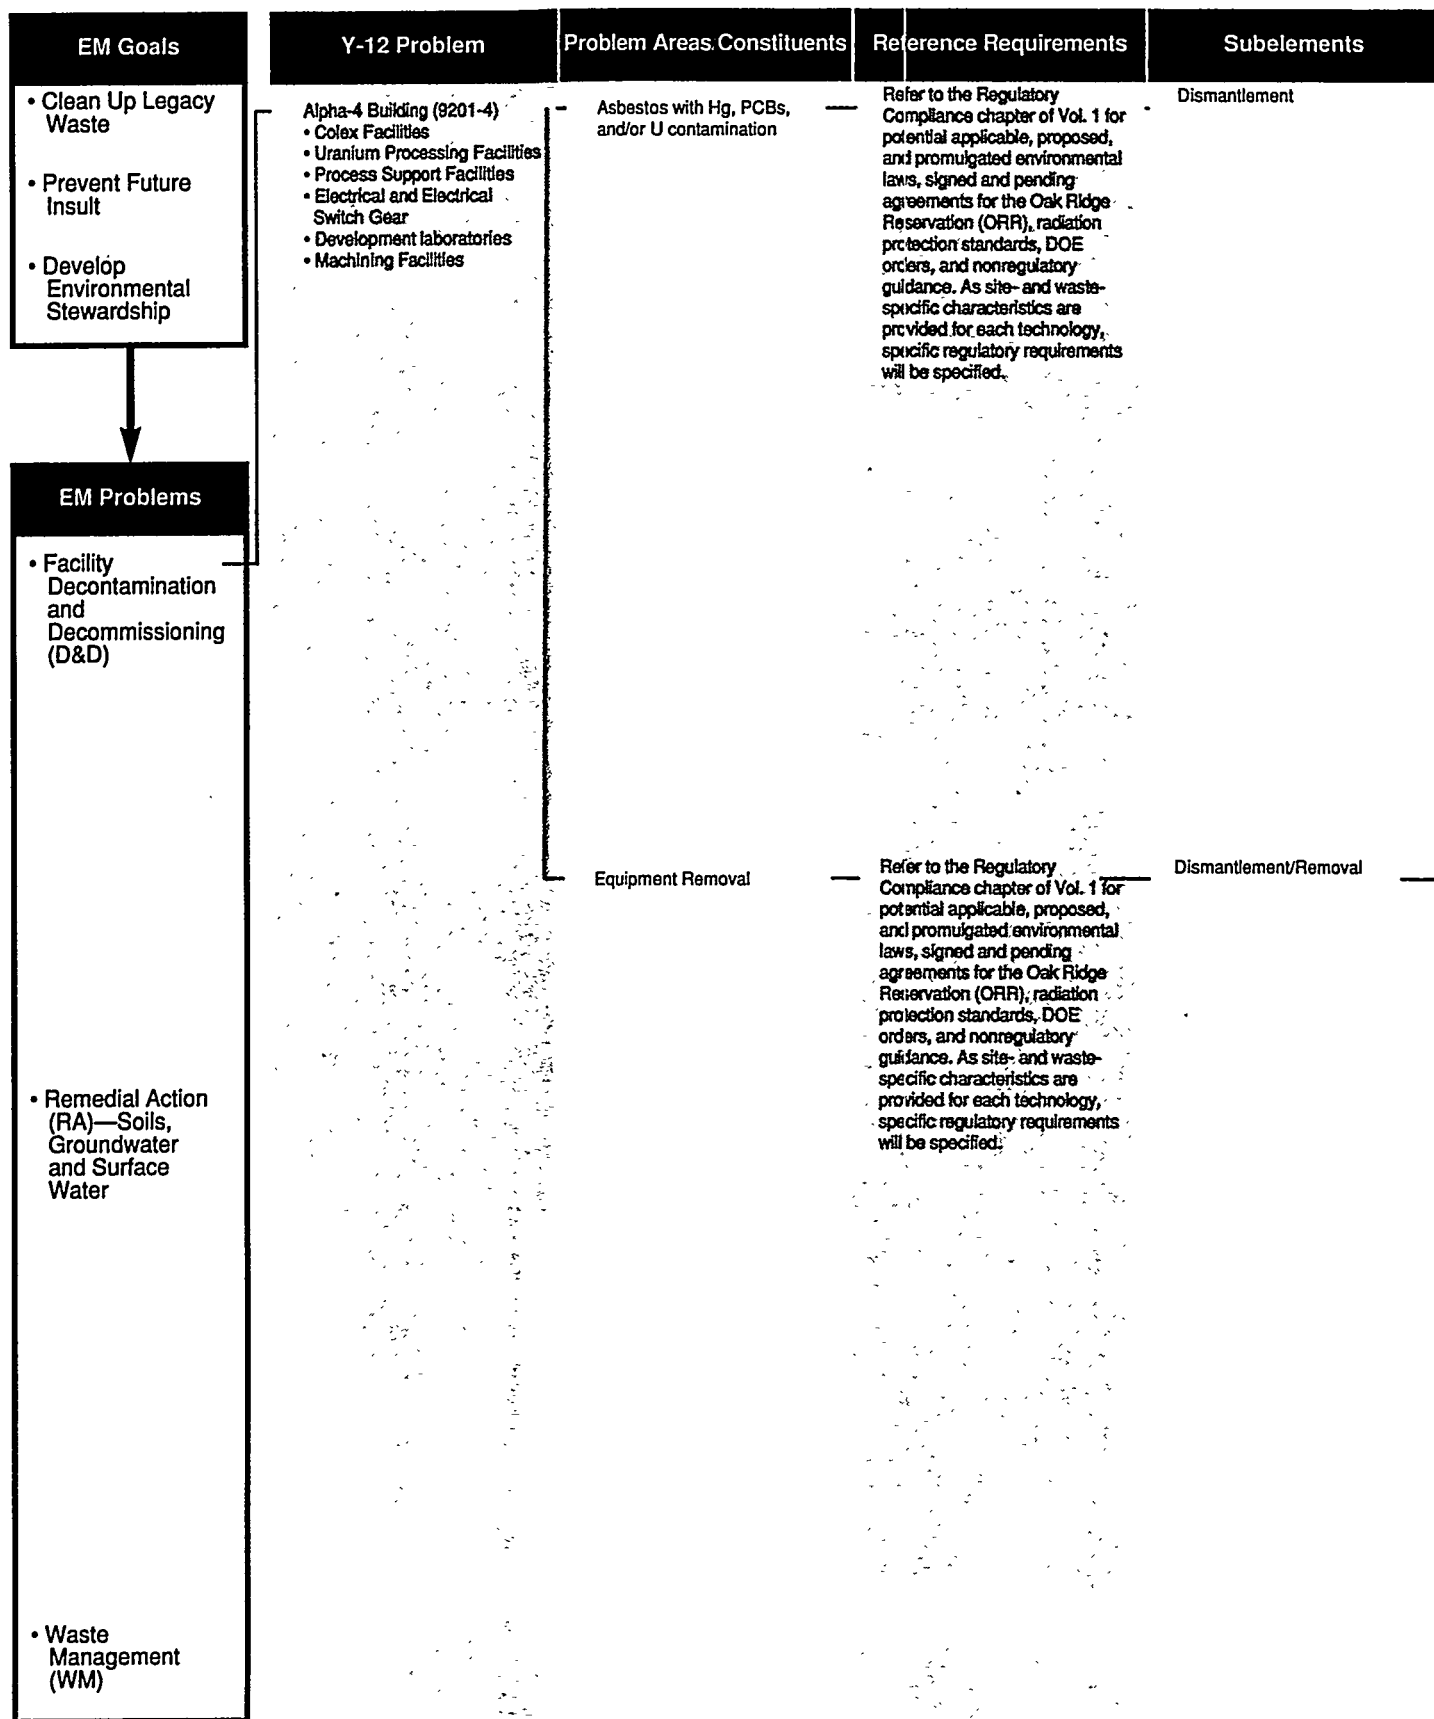 EM Goals
• Clean Up Legacy
Waste
• Prevent Future
Insult
• Develop
Environmental
Stewardship
EM Problems
• Facility
Decontamination
and
Decommissioning
(D&D)
• Remedial Action
(RA)—Soils,
Groundwater
and Surface
Water
• Waste
Management
(WM)
Y-12 Problem
Alpha-4 Building (9201-4)
• Colex Facilities
• Uranium Processing Facilities
• Process Support Facilities
• Electrical and Electrical
Switch Gear
• Development laboratories
• Machining Facilities
Problem Areas Constituents
Asbestos with Hg, PCBs,
and/or U contamination
Equipment Removal
Reference Requirements
Refer to the Regulatory
Compliance chapter of Vol. 1 for
potential applicable, proposed,
and promulgated environmental
laws, signed and pending
agreements for the Oak Ridge
Reservation (ORR), radiation
protection standards, DOE
orders, and nonregulatory
guidance. As site- and waste-
specific characteristics are
provided for each technology,
specific regulatory requirements
will be specified.
Refer to the Regulatory
Compliance chapter of Vol. 1 for
potential applicable, proposed,
and promulgated environmental
laws, signed and pending
agreements for the Oak Ridge
Reservation (ORR), radiation
protection standards, DOE
orders, and nonregulatory
guidance. As site- and waste-
specific characteristics are
provided for each technology,
specific regulatory requirements
will be specified.
Subelements
Dismantlement
Dismantlement/Removal